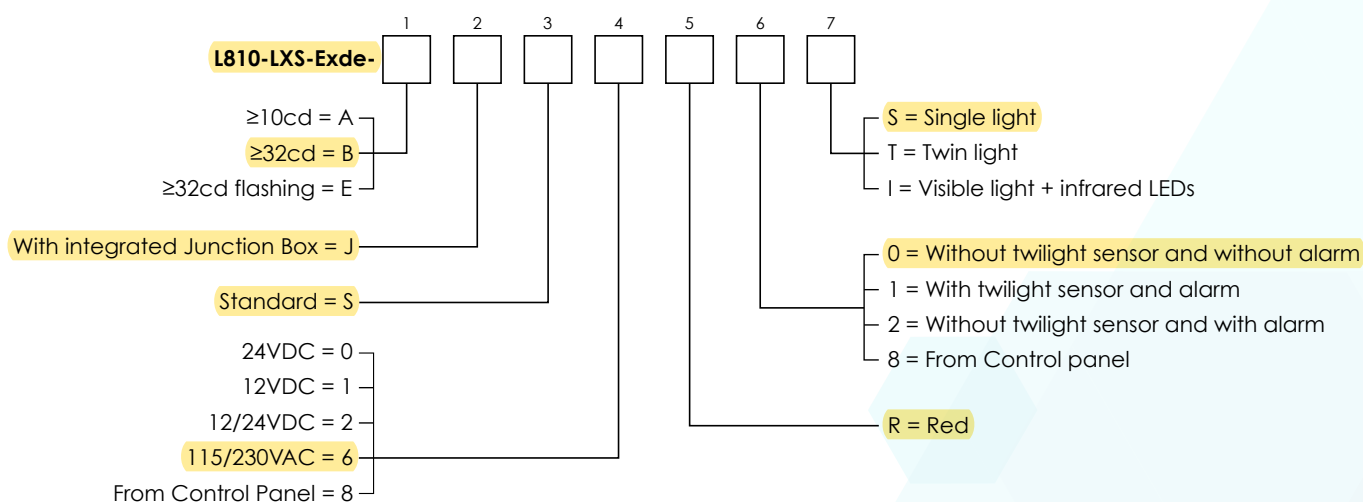 1 2 3 4 5 6 7
L810-LXS-Exde-
≥10cd = A
≥32cd = B
≥32cd flashing = E
With integrated Junction Box = J
Standard = S
24VDC = 0
12VDC = 1
12/24VDC = 2
115/230VAC = 6
From Control Panel = 8
S = Single light
T = Twin light
I = Visible light + infrared LEDs
0 = Without twilight sensor and without alarm
1 = With twilight sensor and alarm
2 = Without twilight sensor and with alarm
8 = From Control panel
R = Red